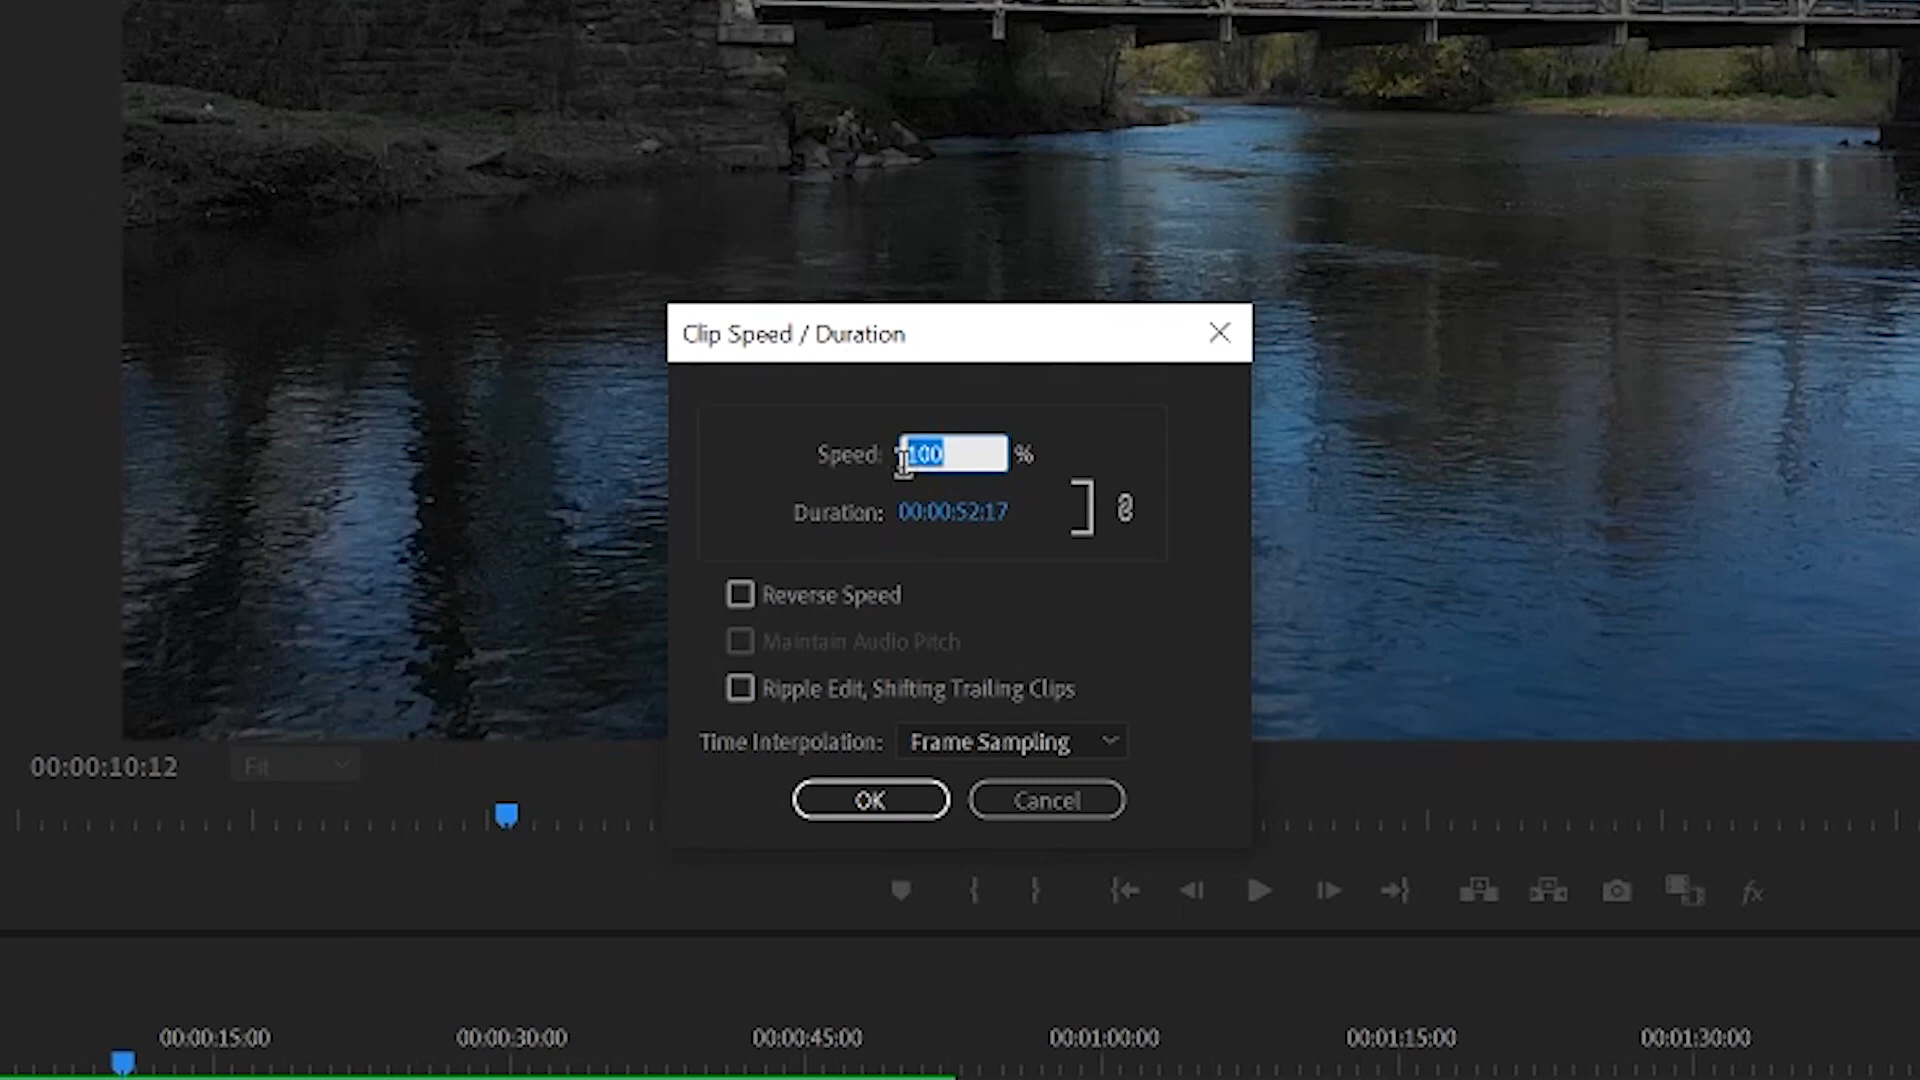 Clip Speed / Duration
Speed: 100 %
Duration: 00:00:52:17
Reverse Speed
Maintain Audio Pitch
Ripple Edit, Shifting Trailing Clips
Time Interpolation: Frame Sampling
OK Cancel
00:00:10:12 Fit
fx
00:00:15:00 00:00:30:00 00:00:45:00 00:01:00:00 00:01:15:00 00:01:30:00